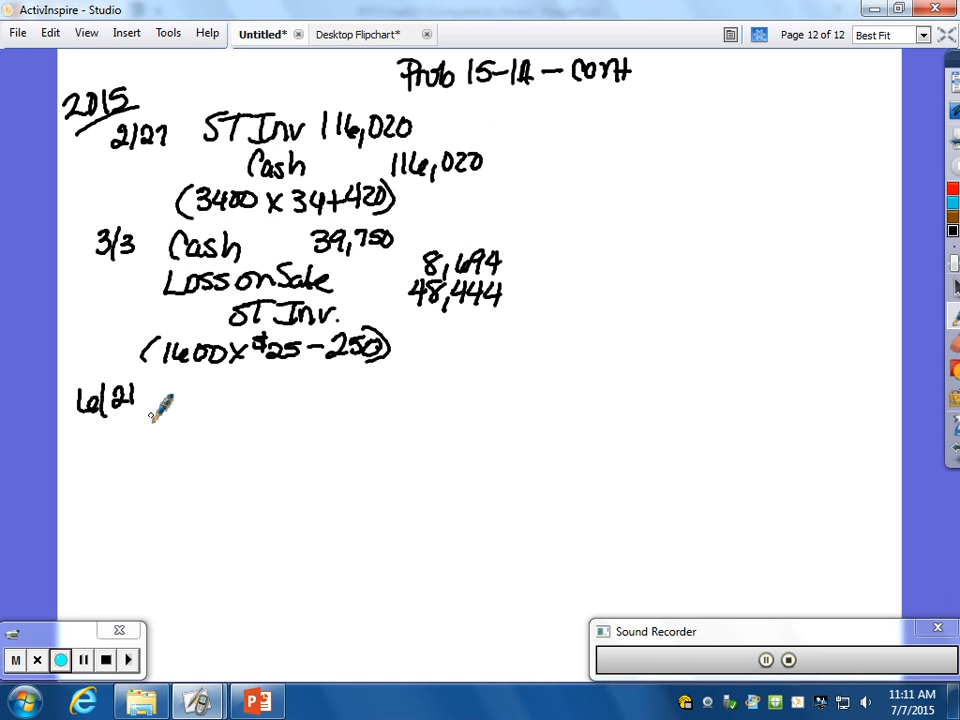 ActivInspire - Studio
File Edit View Insert Tools Help Untitled* Desktop Flipchart* Page 12 of 12 Best Fit
Prob 15-1A - cont
2015
2/27 ST Inv 116,020
Cash 116,020
(3400 x 34+420)
3/3 Cash 39,750
Loss on Sale 8,694
ST Inv. 48,444
(1600 x $25 - 250)
6/21
M
Sound Recorder
11:11 AM
7/7/2015